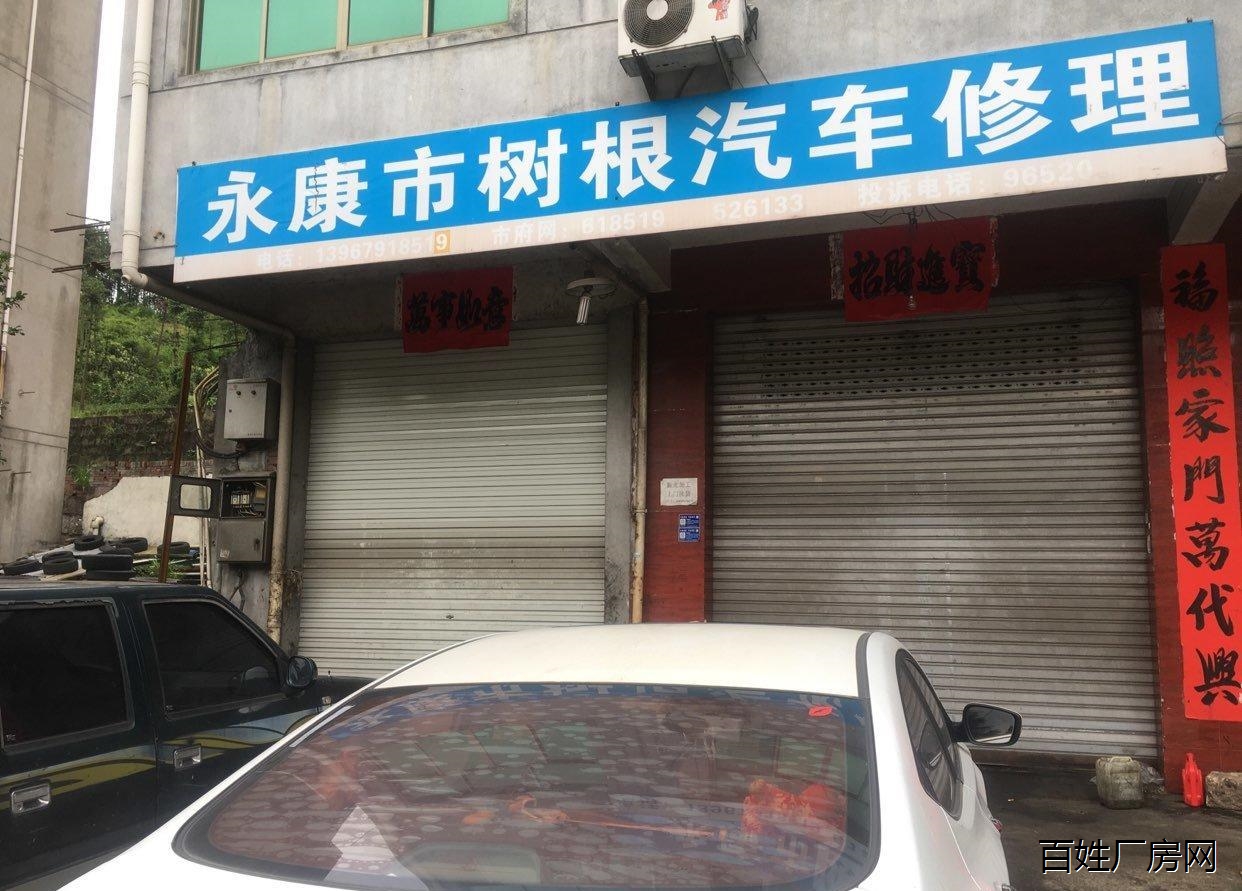 永康市树根汽车修理
电话：13967918519 市府网：618519 526133 投诉电话：96520
萬事如意
招財進寶
福照家門萬代興
百姓厂房网